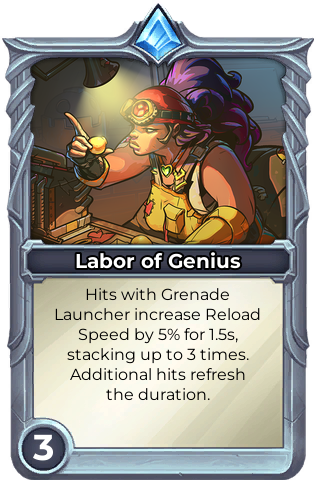 Labor of Genius
Hits with Grenade
Launcher increase Reload
Speed by 5% for 1.5s,
stacking up to 3 times.
Additional hits refresh
the duration.
3